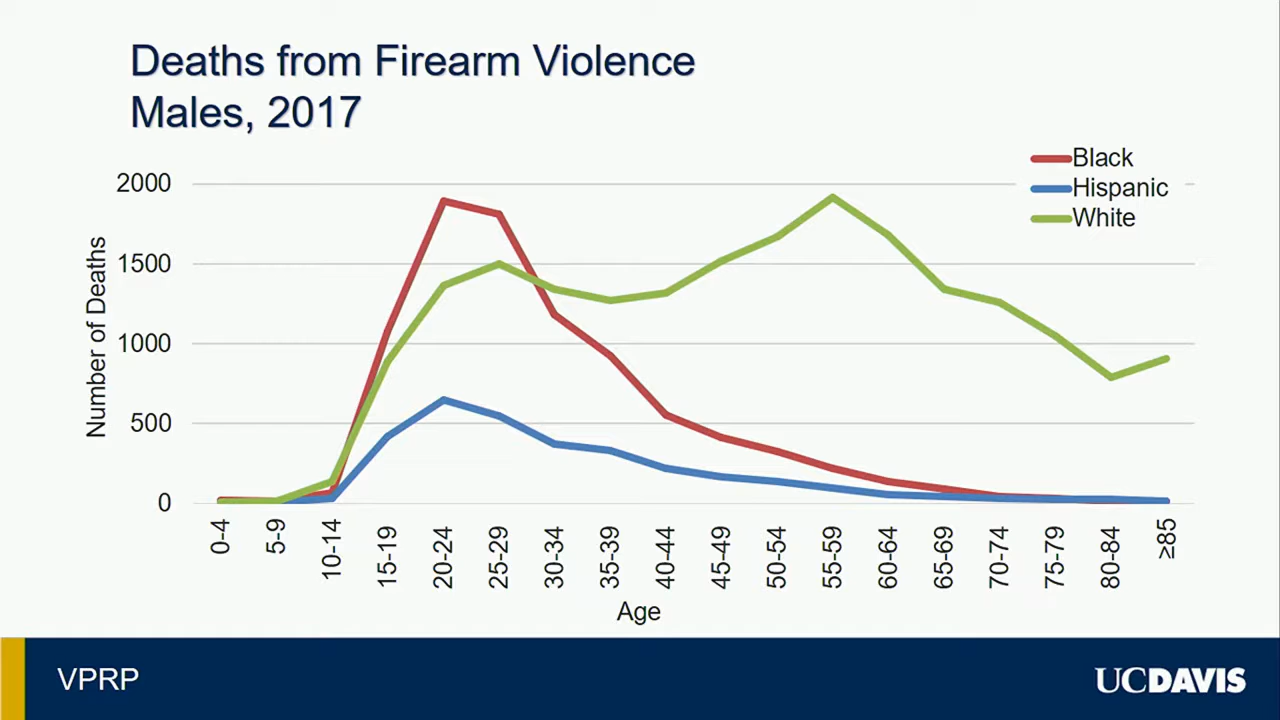 Deaths from Firearm Violence
Males, 2017
Black
Hispanic
White
2000
1500
1000
500
0
Number of Deaths
0-4
5-9
10-14
15-19
20-24
25-29
30-34
35-39
40-44
45-49
50-54
55-59
60-64
65-69
70-74
75-79
80-84
≥85
Age
VPRP
UCDAVIS